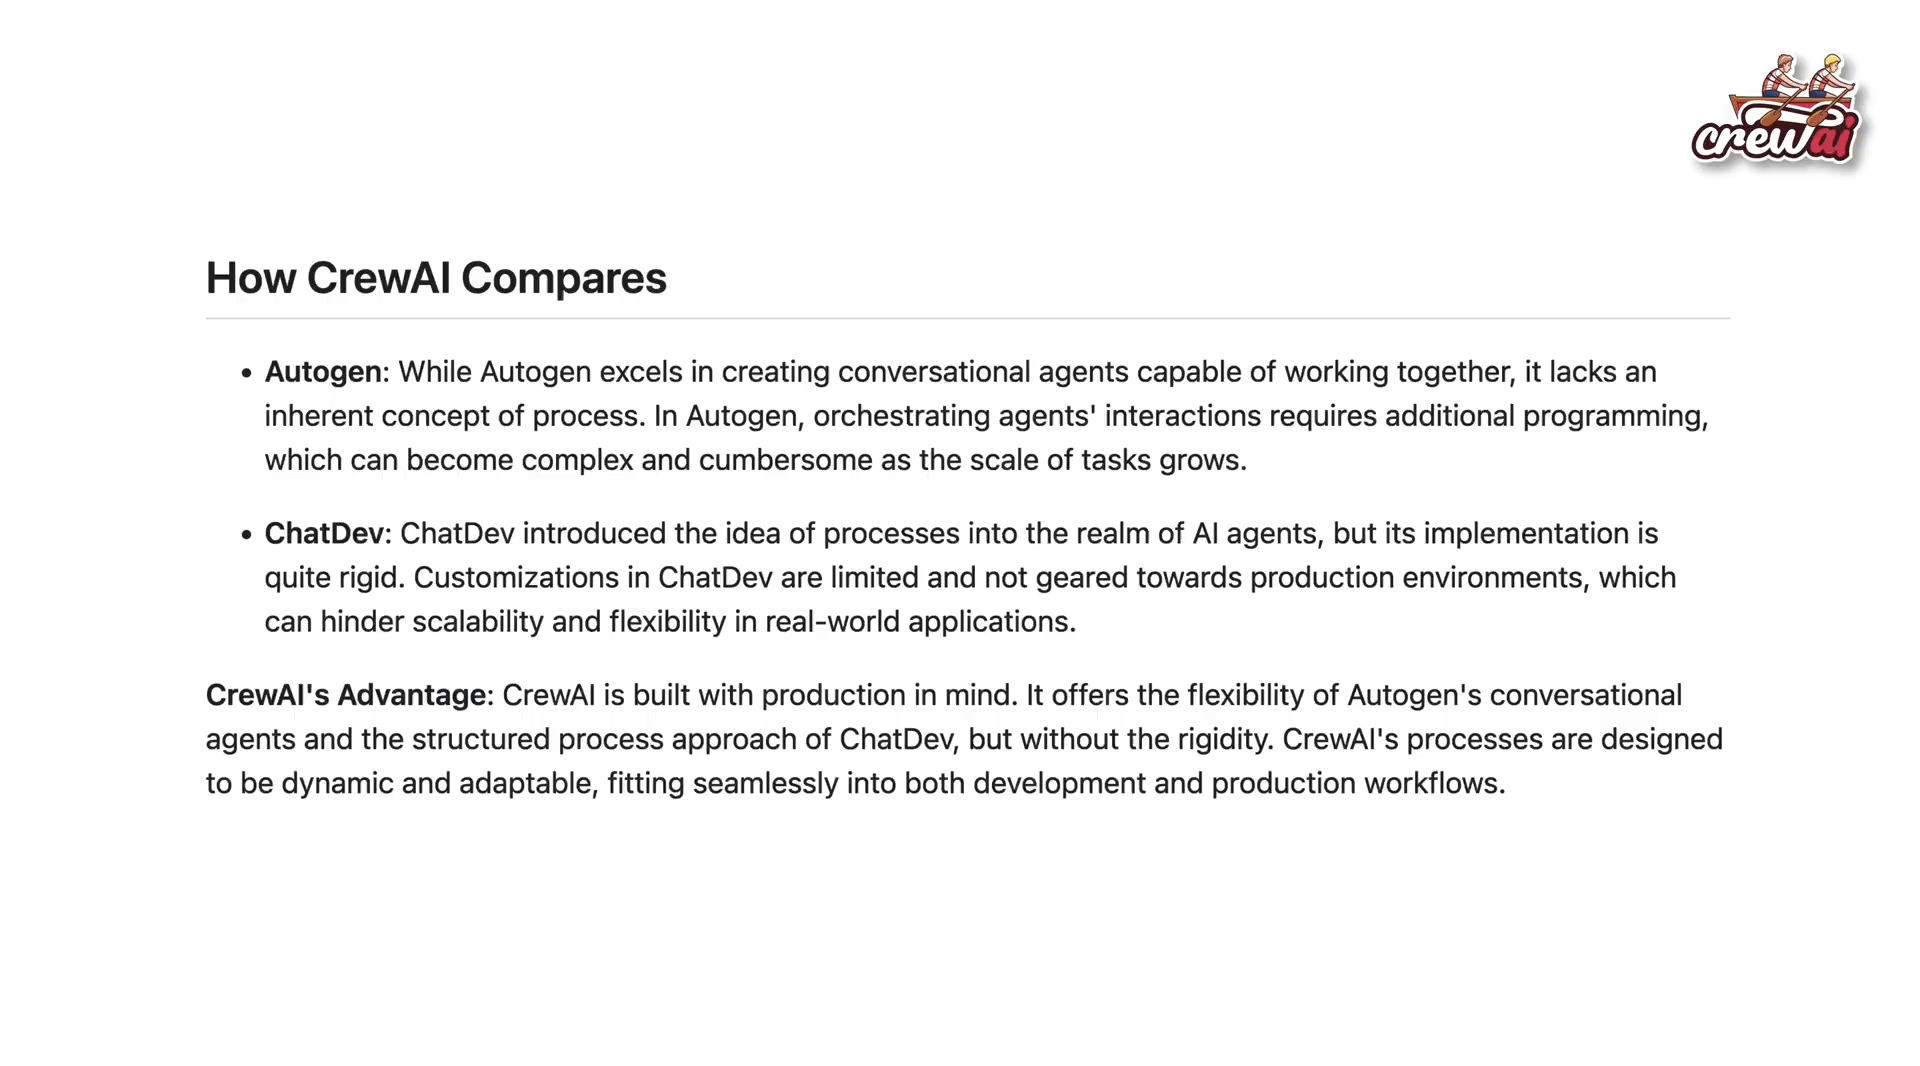 crewai
How CrewAI Compares
• Autogen: While Autogen excels in creating conversational agents capable of working together, it lacks an
inherent concept of process. In Autogen, orchestrating agents' interactions requires additional programming,
which can become complex and cumbersome as the scale of tasks grows.
• ChatDev: ChatDev introduced the idea of processes into the realm of AI agents, but its implementation is
quite rigid. Customizations in ChatDev are limited and not geared towards production environments, which
can hinder scalability and flexibility in real-world applications.
CrewAI's Advantage: CrewAI is built with production in mind. It offers the flexibility of Autogen's conversational
agents and the structured process approach of ChatDev, but without the rigidity. CrewAI's processes are designed
to be dynamic and adaptable, fitting seamlessly into both development and production workflows.